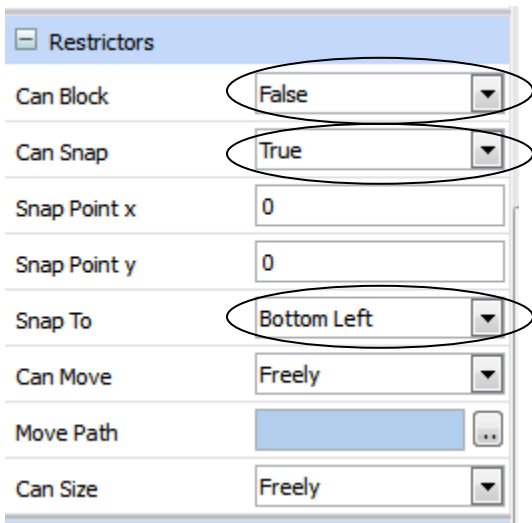 Restrictors
Can Block False
Can Snap True
Snap Point x 0
Snap Point y 0
Snap To Bottom Left
Can Move Freely
Move Path ..
Can Size Freely